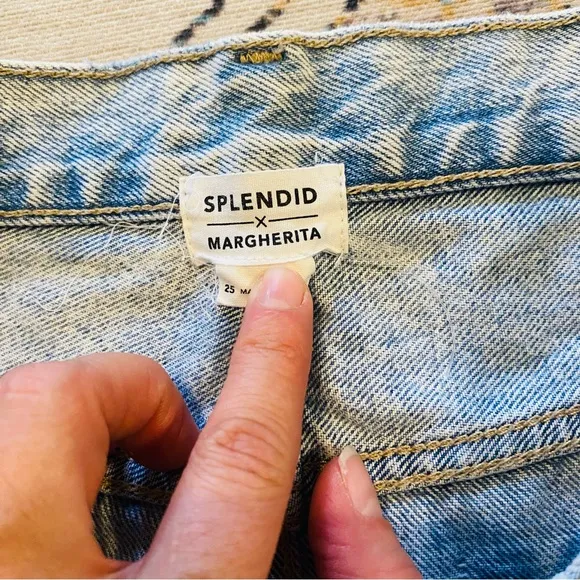 SPLENDID
×
MARGHERITA
25